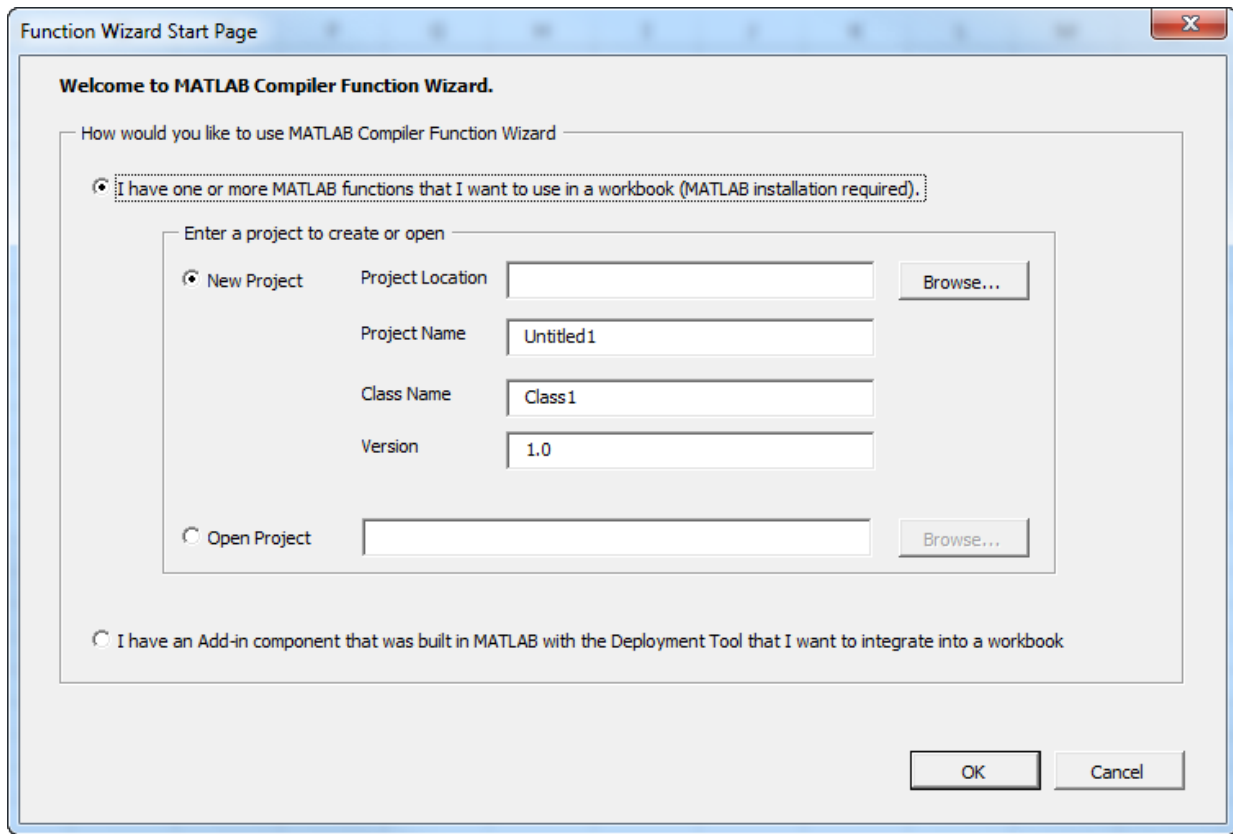 Function Wizard Start Page
Welcome to MATLAB Compiler Function Wizard.
How would you like to use MATLAB Compiler Function Wizard
I have one or more MATLAB functions that I want to use in a workbook (MATLAB installation required).
Enter a project to create or open
New Project Project Location Browse...
Project Name Untitled1
Class Name Class1
Version 1.0
Open Project Browse...
I have an Add-in component that was built in MATLAB with the Deployment Tool that I want to integrate into a workbook
OK Cancel